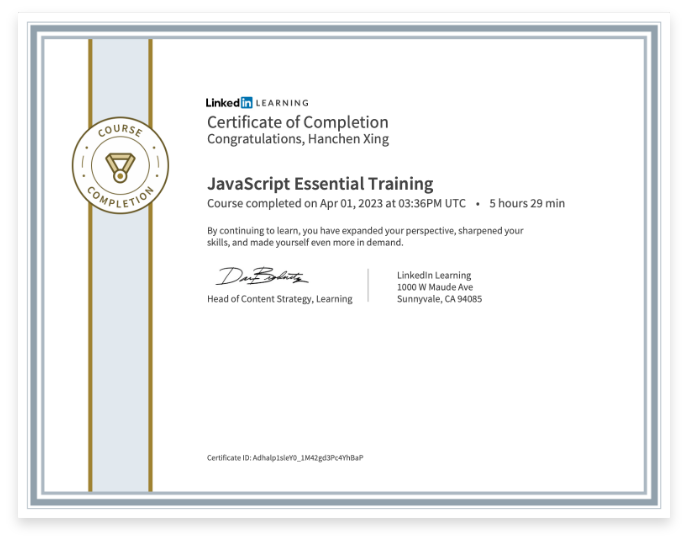 COURSE
COMPLETION
Linked in LEARNING
Certificate of Completion
Congratulations, Hanchen Xing
JavaScript Essential Training
Course completed on Apr 01, 2023 at 03:36PM UTC • 5 hours 29 min
By continuing to learn, you have expanded your perspective, sharpened your
skills, and made yourself even more in demand.
Head of Content Strategy, Learning
LinkedIn Learning
1000 W Maude Ave
Sunnyvale, CA 94085
Certificate ID: